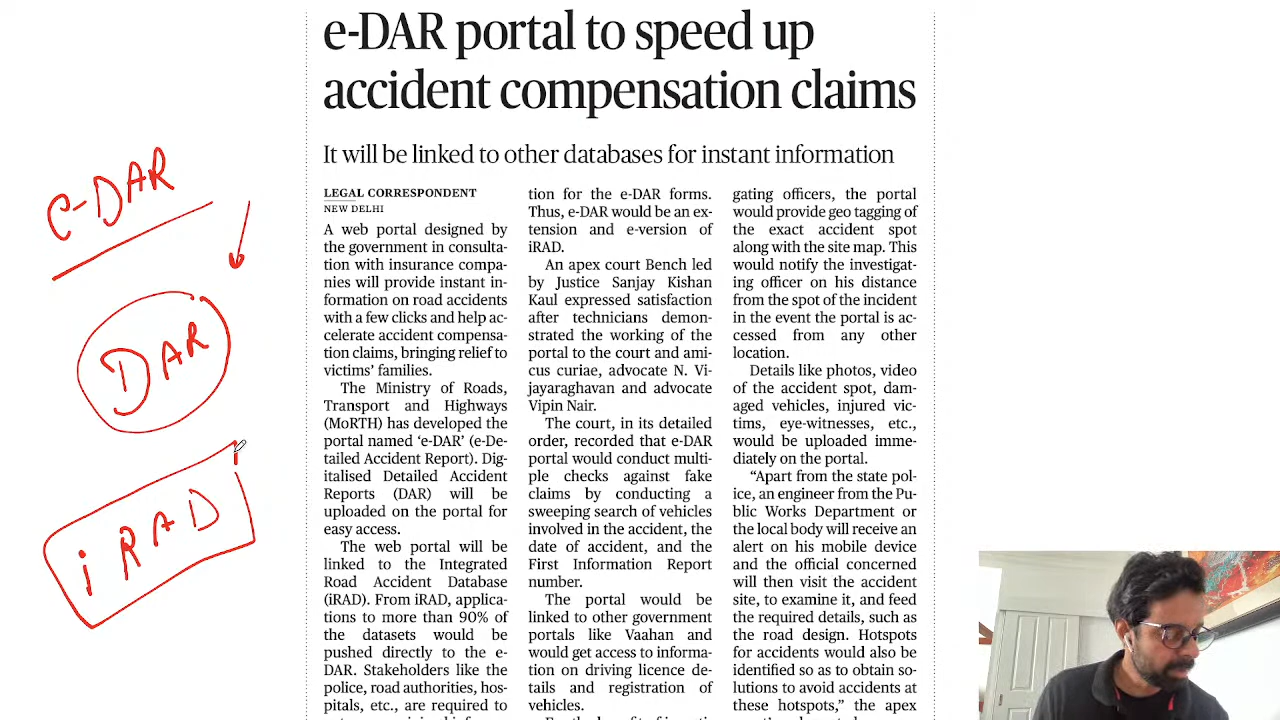 e-DAR portal to speed up
accident compensation claims
It will be linked to other databases for instant information
e-DAR
DAR
iRAD
LEGAL CORRESPONDENT
NEW DELHI
A web portal designed by
the government in consulta-
tion with insurance compa-
nies will provide instant in-
formation on road accidents
with a few clicks and help ac-
celerate accident compensa-
tion claims, bringing relief to
victims’ families.
The Ministry of Roads,
Transport and Highways
(MoRTH) has developed the
portal named ‘e-DAR’ (e-De-
tailed Accident Report). Dig-
italised Detailed Accident
Reports (DAR) will be
uploaded on the portal for
easy access.
The web portal will be
linked to the Integrated
Road Accident Database
(iRAD). From iRAD, applica-
tions to more than 90% of
the datasets would be
pushed directly to the e-
DAR. Stakeholders like the
police, road authorities, hos-
pitals, etc., are required to
tion for the e-DAR forms.
Thus, e-DAR would be an ex-
tension and e-version of
iRAD.
An apex court Bench led
by Justice Sanjay Kishan
Kaul expressed satisfaction
after technicians demon-
strated the working of the
portal to the court and ami-
cus curiae, advocate N. Vi-
jayaraghavan and advocate
Vipin Nair.
The court, in its detailed
order, recorded that e-DAR
portal would conduct multi-
ple checks against fake
claims by conducting a
sweeping search of vehicles
involved in the accident, the
date of accident, and the
First Information Report
number.
The portal would be
linked to other government
portals like Vaahan and
would get access to informa-
tion on driving licence de-
tails and registration of
vehicles.
gating officers, the portal
would provide geo tagging of
the exact accident spot
along with the site map. This
would notify the investigat-
ing officer on his distance
from the spot of the incident
in the event the portal is ac-
cessed from any other
location.
Details like photos, video
of the accident spot, dam-
aged vehicles, injured vic-
tims, eye-witnesses, etc.,
would be uploaded imme-
diately on the portal.
“Apart from the state pol-
ice, an engineer from the Pu-
blic Works Department or
the local body will receive an
alert on his mobile device
and the official concerned
will then visit the accident
site, to examine it, and feed
the required details, such as
the road design. Hotspots
for accidents would also be
identified so as to obtain so-
lutions to avoid accidents at
these hotspots,” the apex